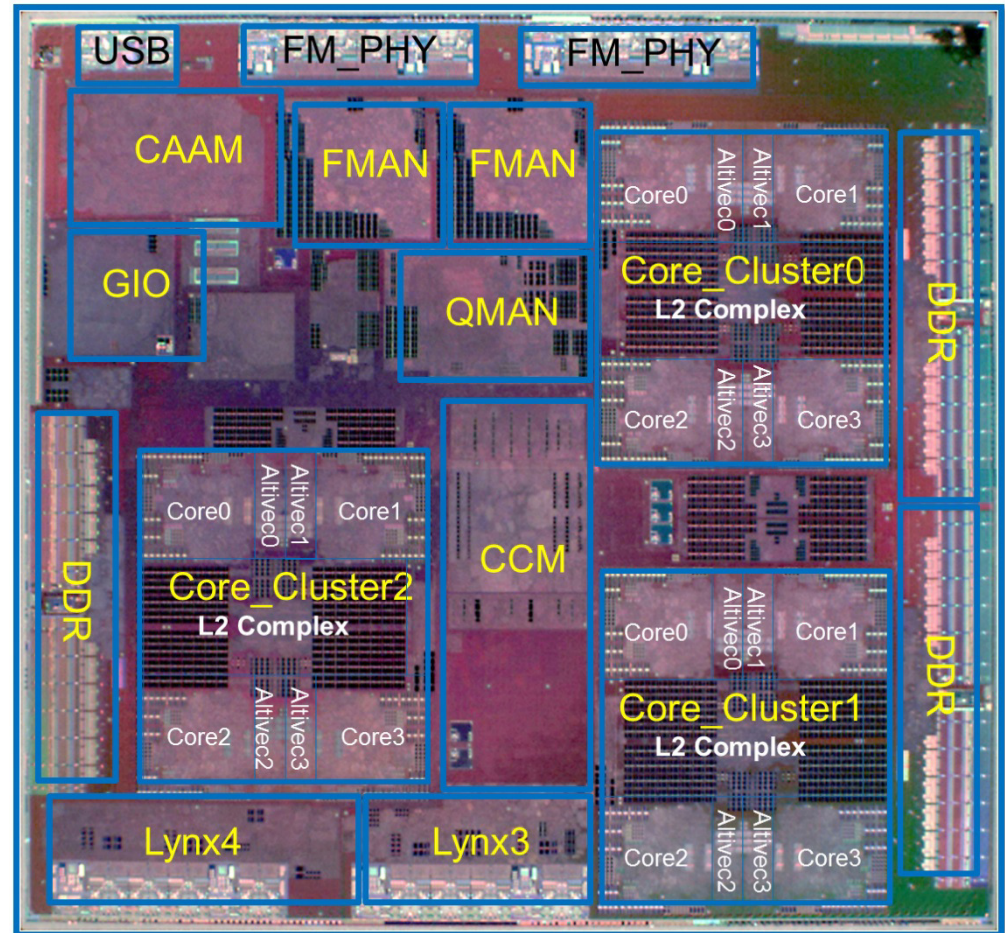 USB
FM_PHY
FM_PHY
CAAM
FMAN
FMAN
GIO
QMAN
Core0
Altivec0
Altivec1
Core1
Core_Cluster0
L2 Complex
Core2
Altivec2
Altivec3
Core3
DDR
DDR
Core0
Altivec0
Altivec1
Core1
Core_Cluster2
L2 Complex
Core2
Altivec2
Altivec3
Core3
CCM
Core0
Altivec0
Altivec1
Core1
Core_Cluster1
L2 Complex
Core2
Altivec2
Altivec3
Core3
DDR
Lynx4
Lynx3